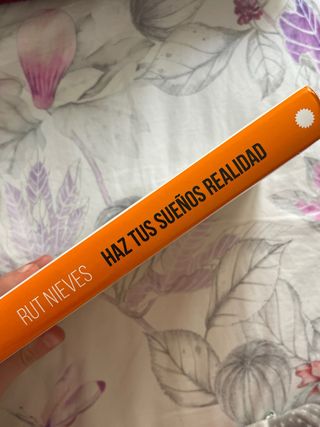 RUT NIEVES
HAZ TUS SUEÑOS REALIDAD